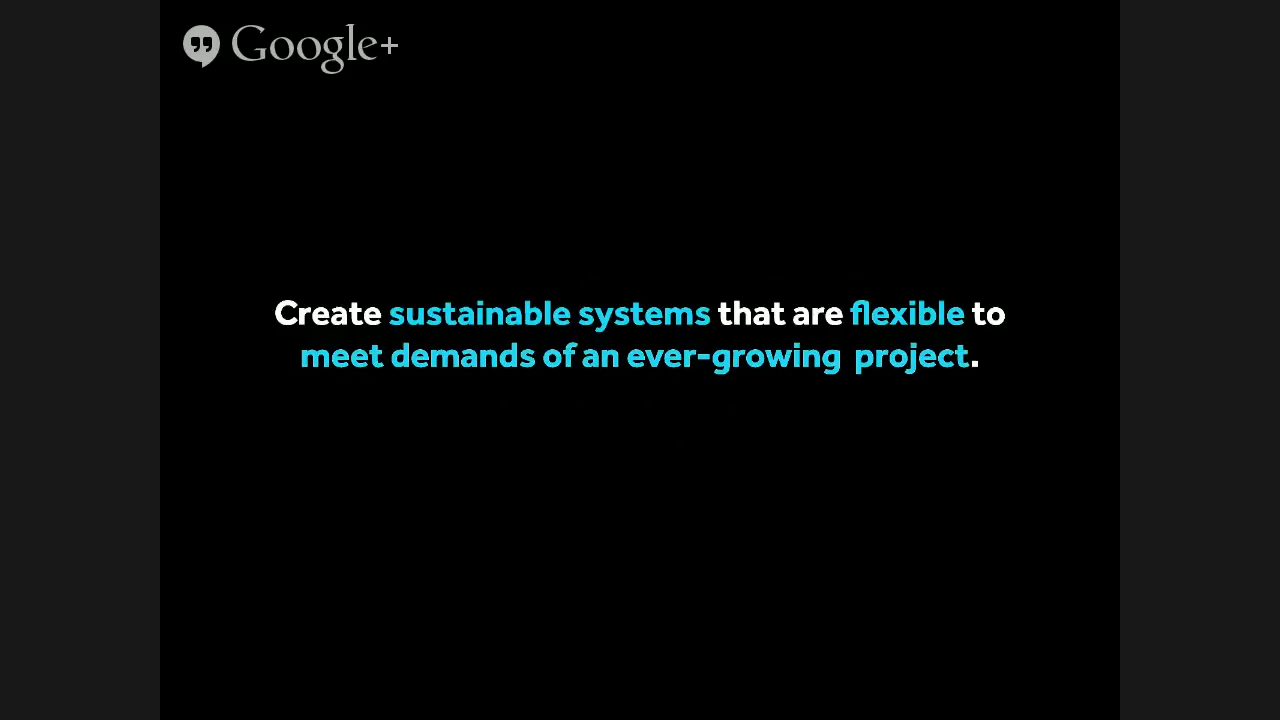 Google+
Create sustainable systems that are flexible to
meet demands of an ever-growing project.